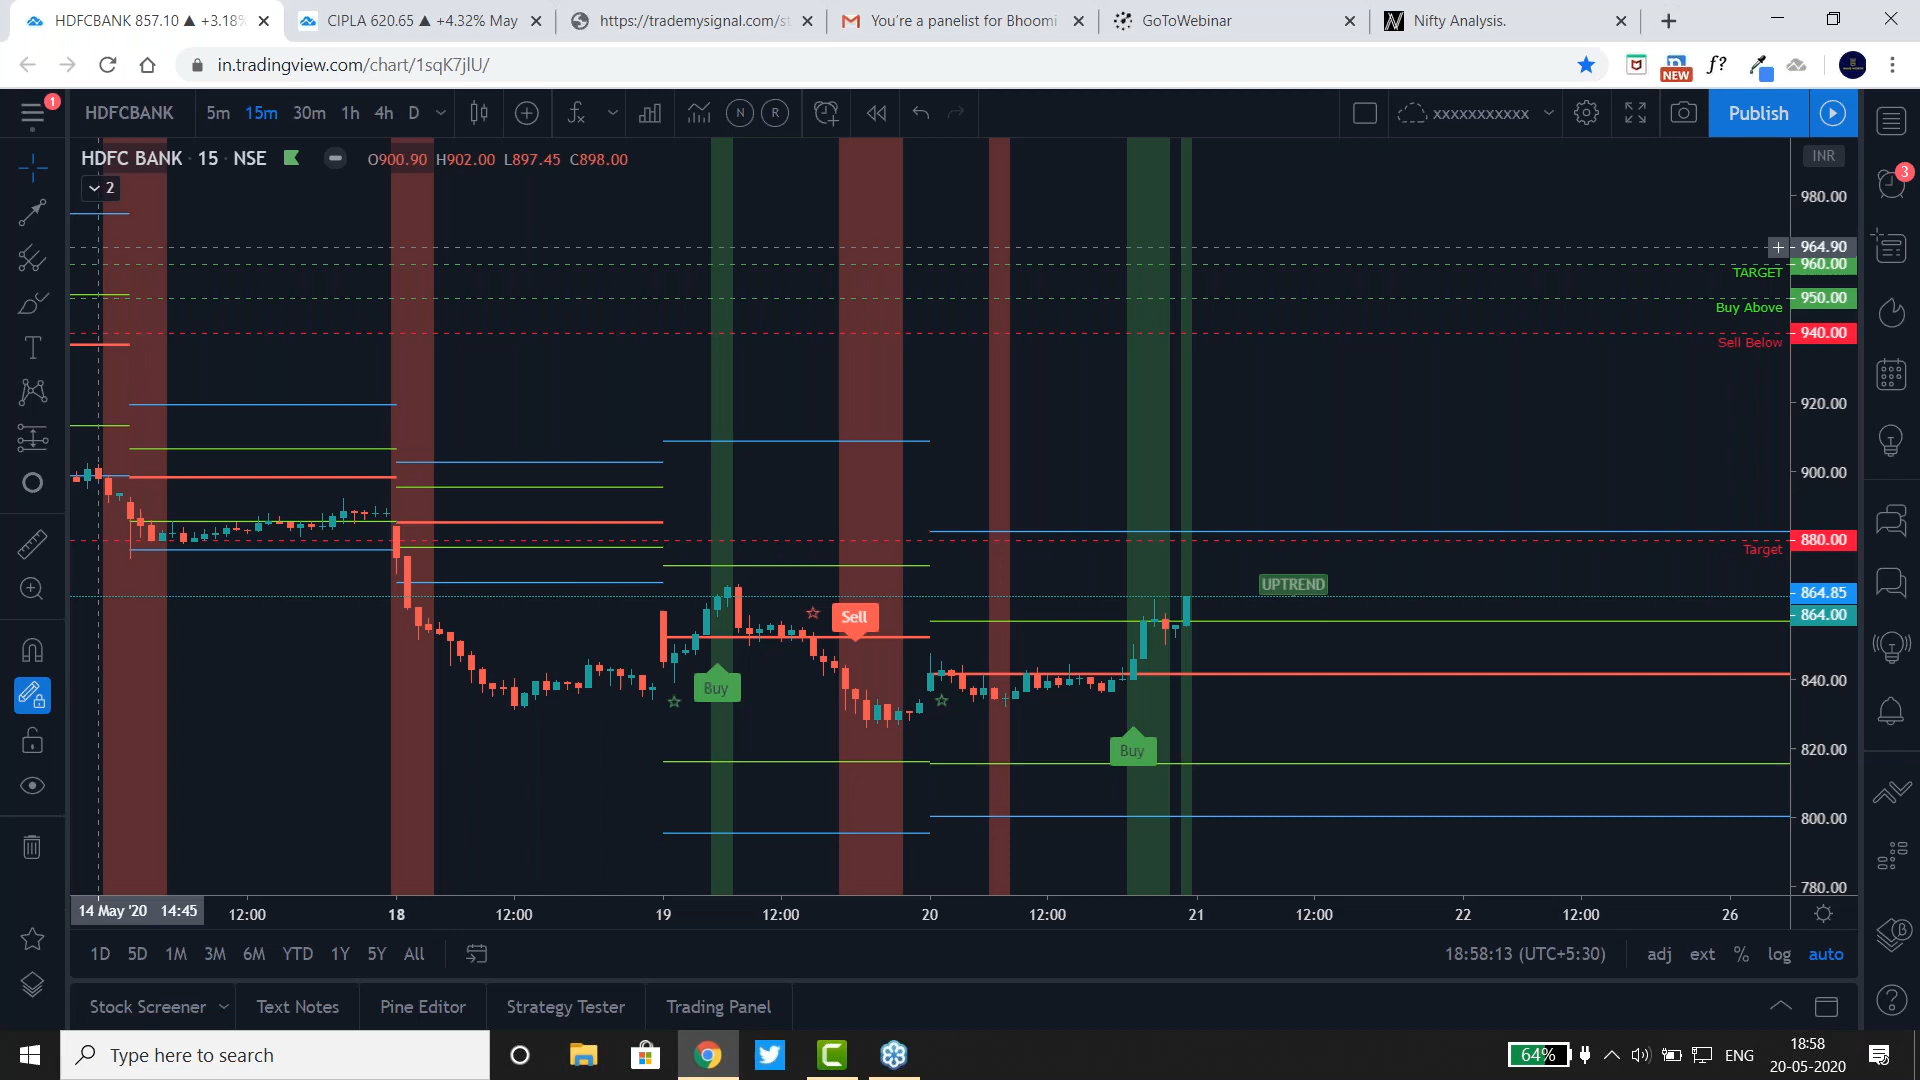 HDFCBANK 857.10 ▲ +3.18%
CIPLA 620.65 ▲ +4.32% May
https://trademysignal.com/st
You're a panelist for Bhoomi
GoToWebinar
Nifty Analysis.
in.tradingview.com/chart/1sqK7jlU/
NEW
f?
1
HDFCBANK 5m 15m 30m 1h 4h D
N R
xxxxxxxxxxx
Publish
HDFC BANK · 15 · NSE O900.90 H902.00 L897.45 C898.00
INR
2
3
980.00
964.90
960.00
TARGET
950.00
Buy Above
940.00
Sell Below
920.00
900.00
880.00
Target
UPTREND
864.85
864.00
Sell
Buy
840.00
Buy
820.00
800.00
780.00
14 May '20 14:45 12:00 18 12:00 19 12:00 20 12:00 21 12:00 22 12:00 26
1D 5D 1M 3M 6M YTD 1Y 5Y All
18:58:13 (UTC+5:30) adj ext % log auto
Stock Screener Text Notes Pine Editor Strategy Tester Trading Panel
Type here to search
64%
ENG
18:58
20-05-2020